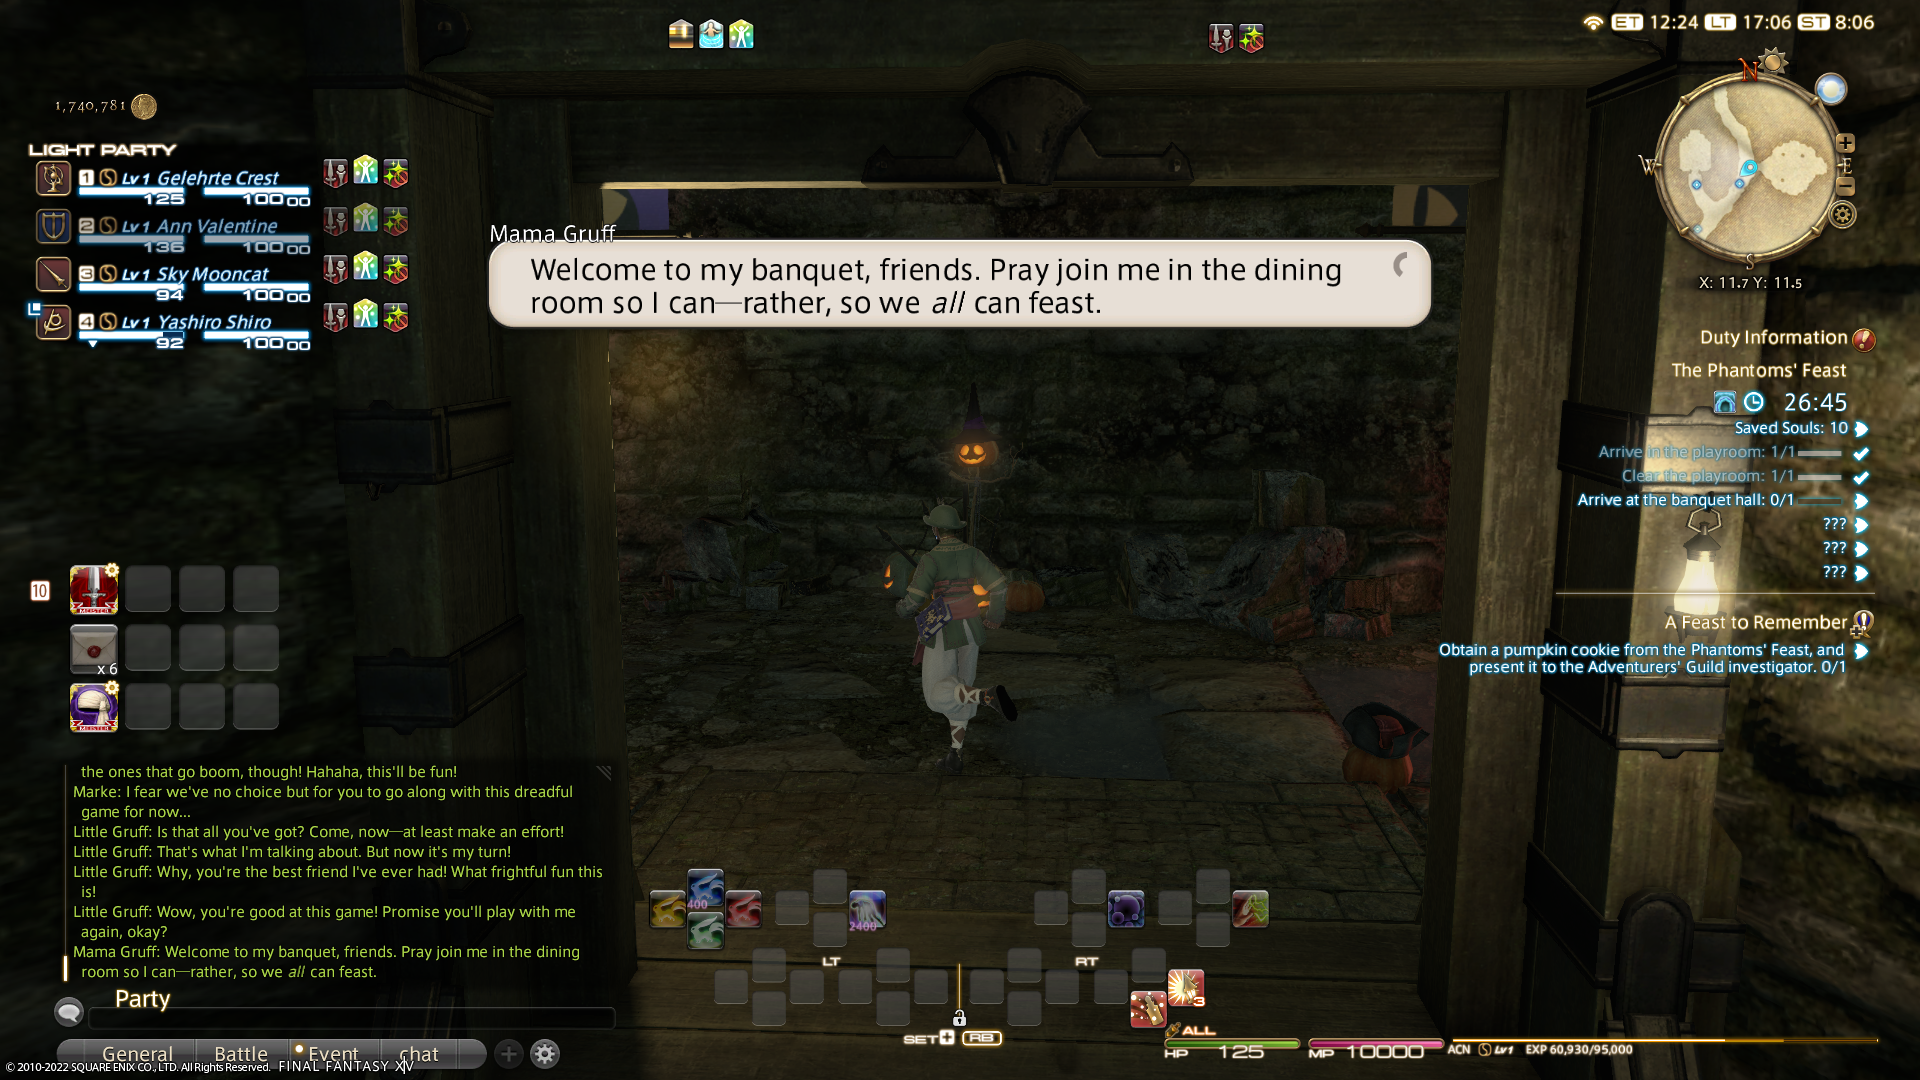 ET 12:24 LT 17:06 ST 8:06
1,740,781
LIGHT PARTY
1 S Lv1 Gelehrte Crest
125 10000
2 S Lv1 Ann Valentine
136 10000
3 S Lv1 Sky Mooncat
94 10000
4 S Lv1 Yashiro Shiro
92 10000
Mama Gruff
Welcome to my banquet, friends. Pray join me in the dining
room so I can—rather, so we all can feast.
N
W E
S
X: 11.7 Y: 11.5
Duty Information
The Phantoms' Feast
26:45
Saved Souls: 10
Arrive in the playroom: 1/1
Clear the playroom: 1/1
Arrive at the banquet hall: 0/1
???
???
???
A Feast to Remember
Obtain a pumpkin cookie from the Phantoms' Feast, and
present it to the Adventurers' Guild investigator. 0/1
10
MEISTER
x 6
MEISTER
the ones that go boom, though! Hahaha, this'll be fun!
Marke: I fear we've no choice but for you to go along with this dreadful
game for now...
Little Gruff: Is that all you've got? Come, now—at least make an effort!
Little Gruff: That's what I'm talking about. But now it's my turn!
Little Gruff: Why, you're the best friend I've ever had! What frightful fun this
is!
Little Gruff: Wow, you're good at this game! Promise you'll play with me
again, okay?
Mama Gruff: Welcome to my banquet, friends. Pray join me in the dining
room so I can—rather, so we all can feast.
Party
General Battle Event chat
400
2400
LT RT
3
SET RB
ALL
HP 125 MP 10000 ACN S Lv1 EXP 60,930/95,000
© 2010-2022 SQUARE ENIX CO., LTD. All Rights Reserved. FINAL FANTASY XIV